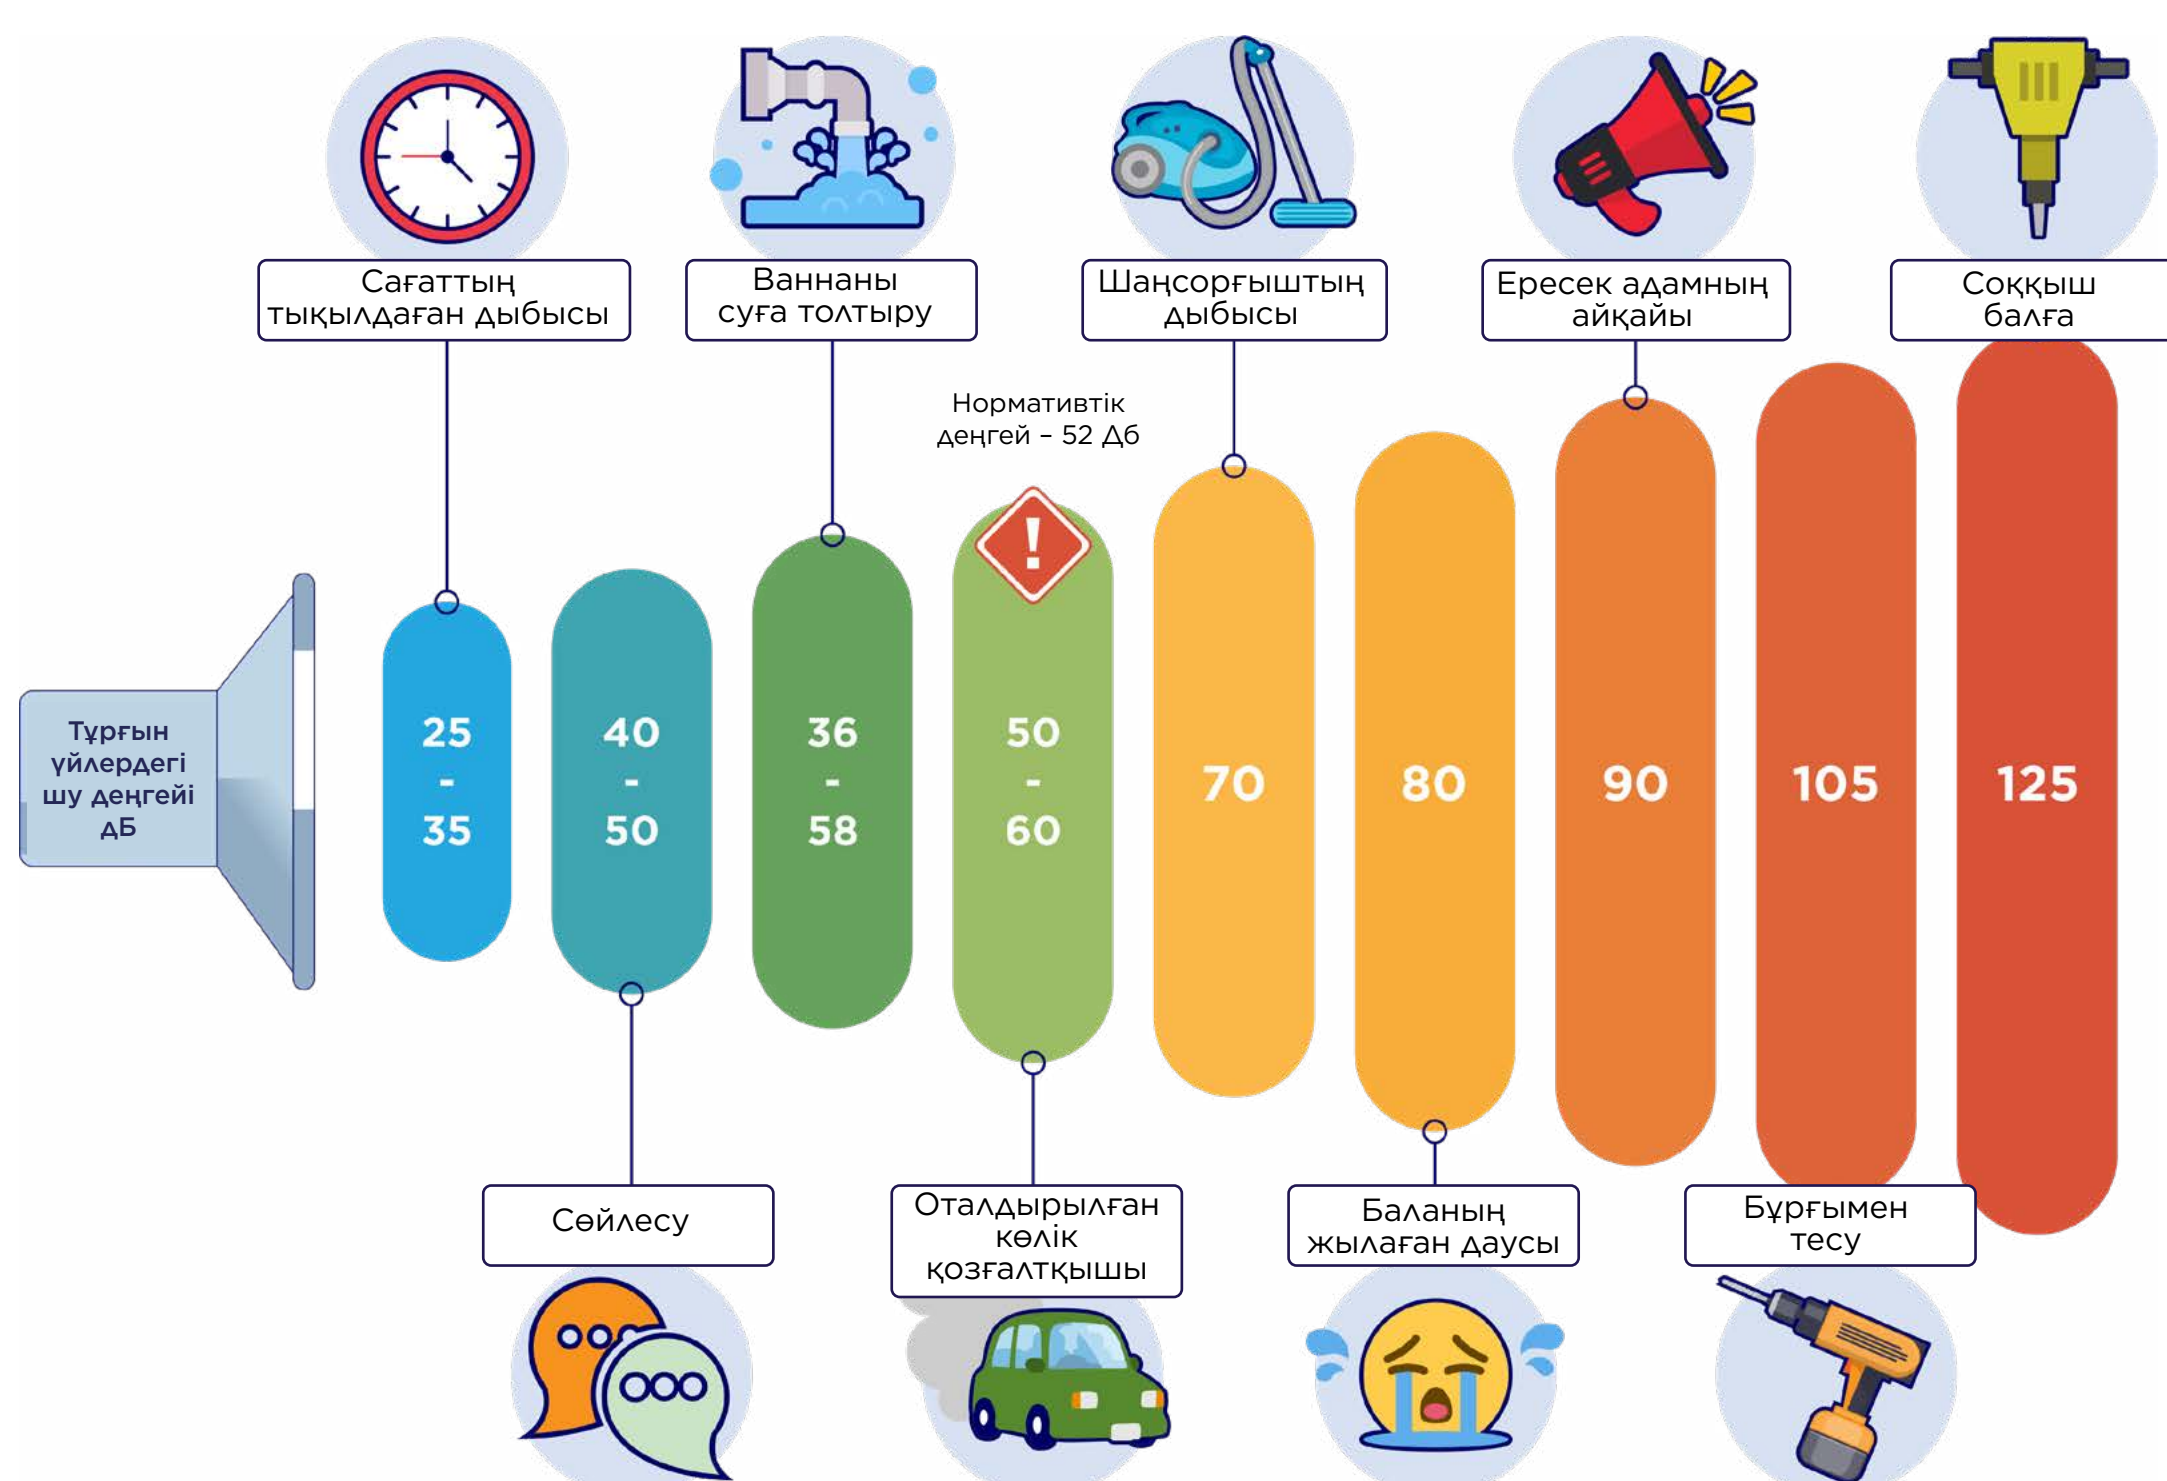 Сағаттың
тықылдаған дыбысы
Ваннаны
суға толтыру
Шаңсорғыштың
дыбысы
Ересек адамның
айқайы
Соққыш
балға
Нормативтік
деңгей – 52 Дб
!
Тұрғын
үйлердегі
шу деңгейі
дБ
25
-
35
40
-
50
36
-
58
50
-
60
70
80
90
105
125
Сөйлесу
Оталдырылған
көлік
қозғалтқышы
Баланың
жылаған даусы
Бұрғымен
тесу